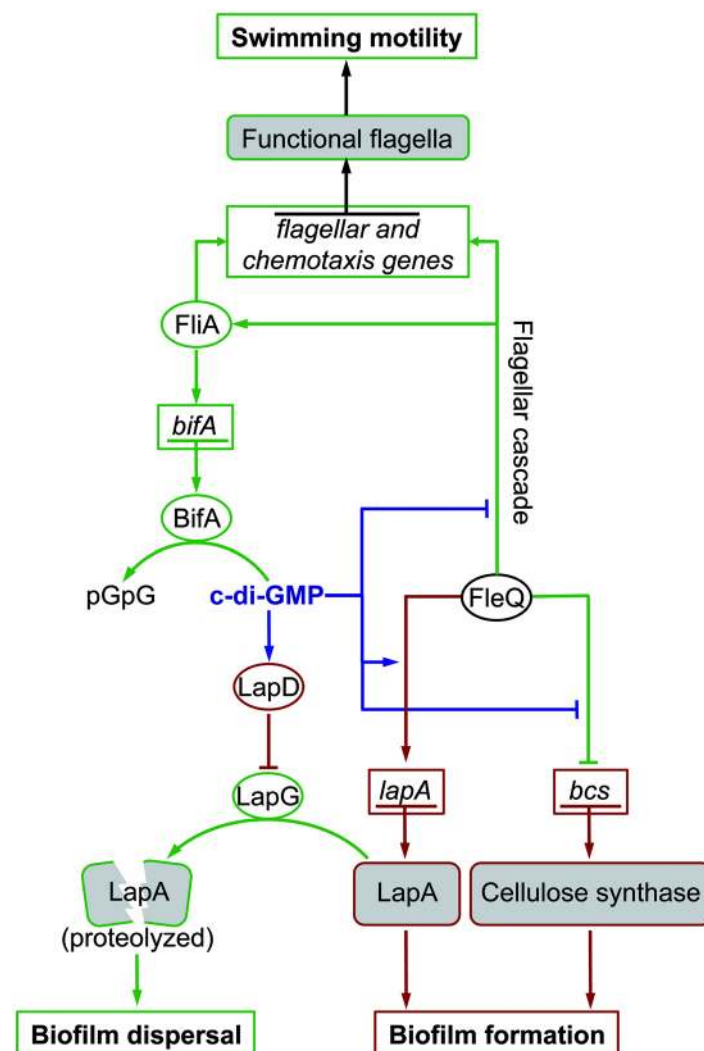 Swimming motility
Functional flagella
flagellar and
chemotaxis genes
FliA
Flagellar cascade
bifA
BifA
pGpG
c-di-GMP
FleQ
LapD
LapG
lapA
bcs
LapA
(proteolyzed)
LapA
Cellulose synthase
Biofilm dispersal
Biofilm formation